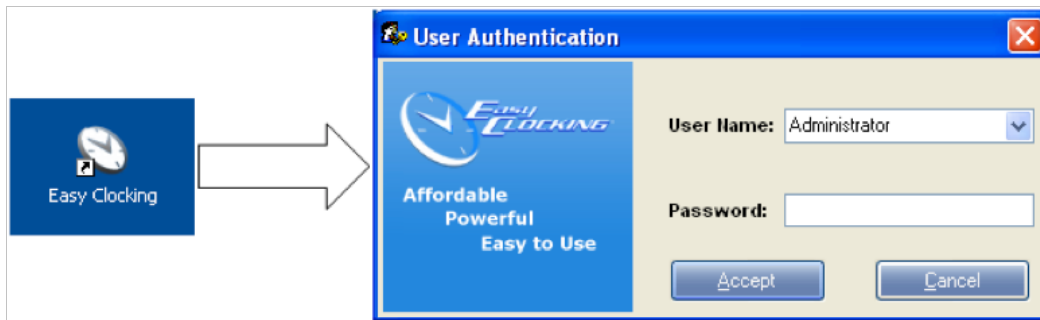 Easy Clocking
User Authentication
EASY
CLOCKING
Affordable
Powerful
Easy to Use
User Name: Administrator
Password:
Accept
Cancel